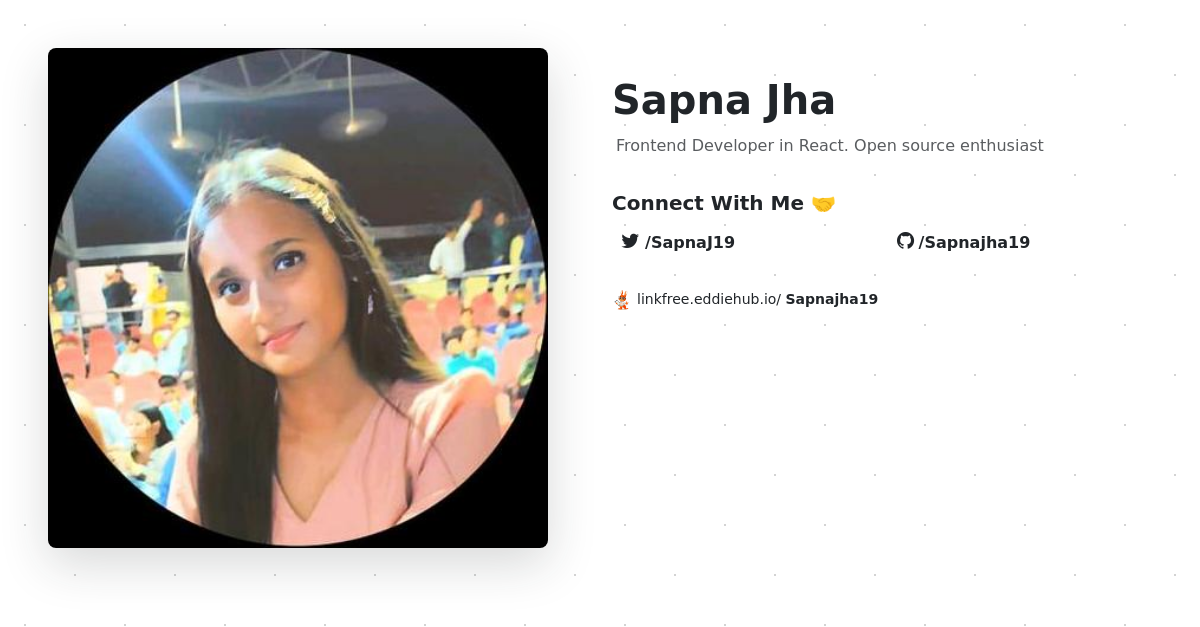 Sapna Jha
Frontend Developer in React. Open source enthusiast
Connect With Me 🤝
/SapnaJ19
/Sapnajha19
linkfree.eddiehub.io/ Sapnajha19